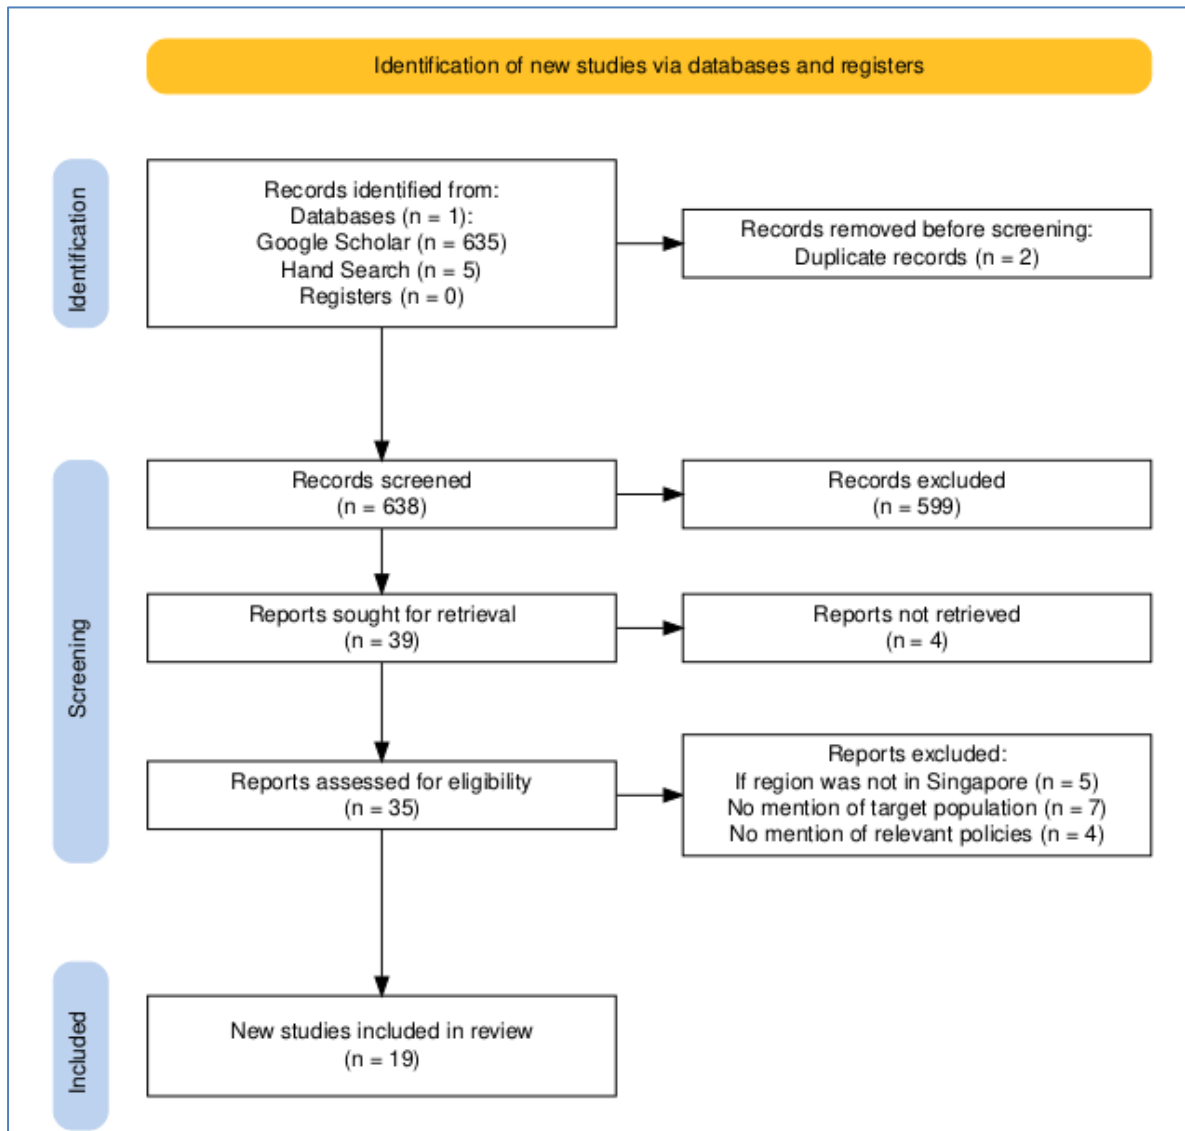 Identification of new studies via databases and registers
Identification
Records identified from:
Databases (n = 1):
Google Scholar (n = 635)
Hand Search (n = 5)
Registers (n = 0)
Records removed before screening:
Duplicate records (n = 2)
Screening
Records screened
(n = 638)
Records excluded
(n = 599)
Reports sought for retrieval
(n = 39)
Reports not retrieved
(n = 4)
Reports assessed for eligibility
(n = 35)
Reports excluded:
If region was not in Singapore (n = 5)
No mention of target population (n = 7)
No mention of relevant policies (n = 4)
Included
New studies included in review
(n = 19)